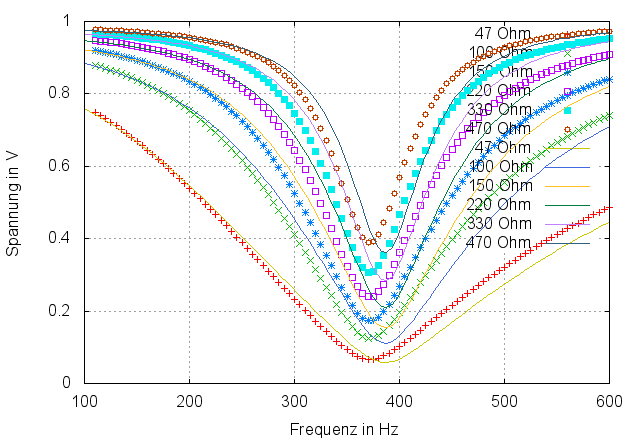 1
0.8
0.6
0.4
0.2
0
100
200
300
400
500
600
Spannung in V
Frequenz in Hz
47 Ohm
100 Ohm
150 Ohm
220 Ohm
330 Ohm
470 Ohm
47 Ohm
100 Ohm
150 Ohm
220 Ohm
330 Ohm
470 Ohm